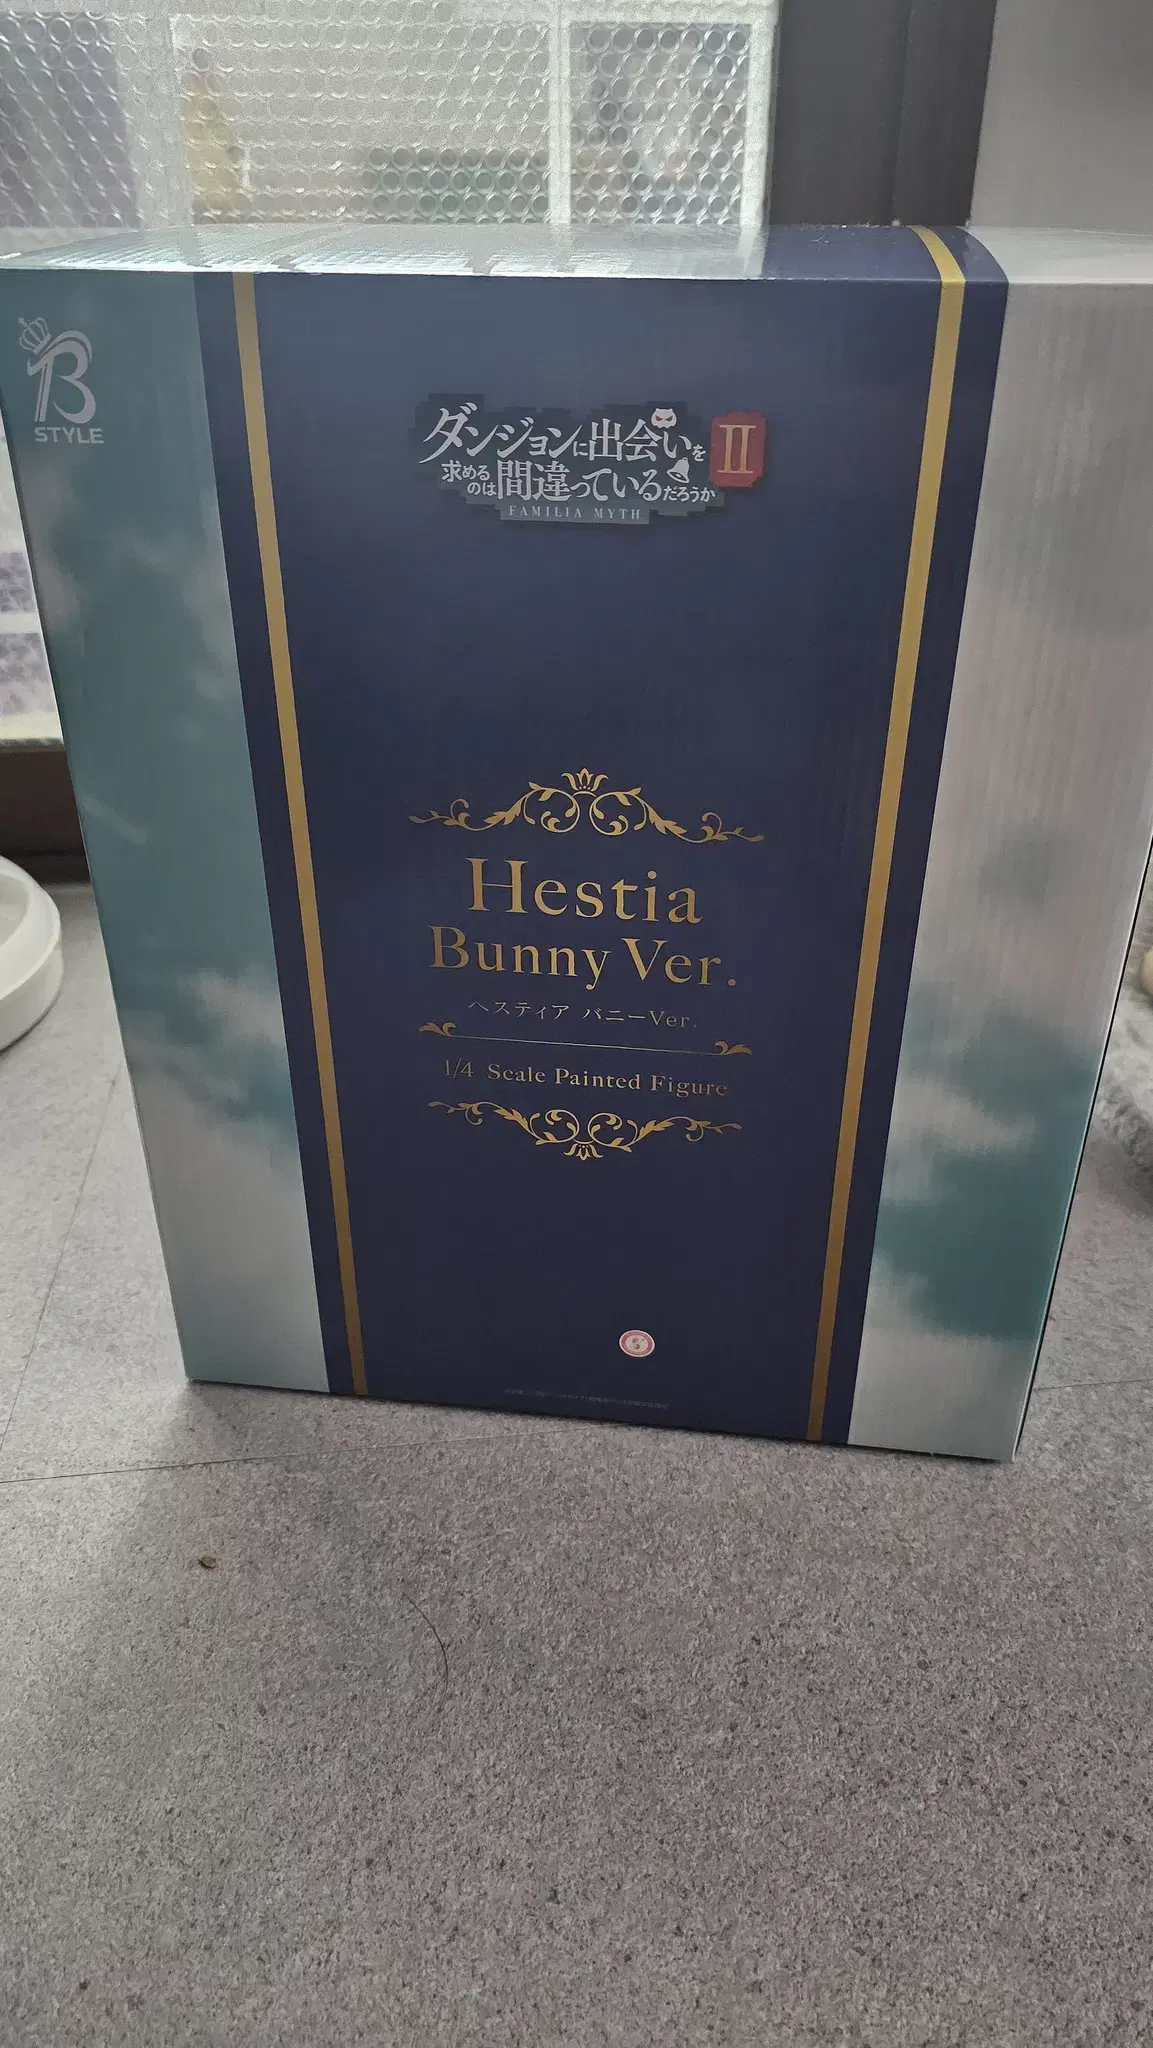 B
STYLE
ダンジョンに出会いを
求めるのは間違っているだろうか
II
FAMILIA MYTH
Hestia
Bunny Ver.
ヘスティア バニーVer.
1/4 Scale Painted Figure